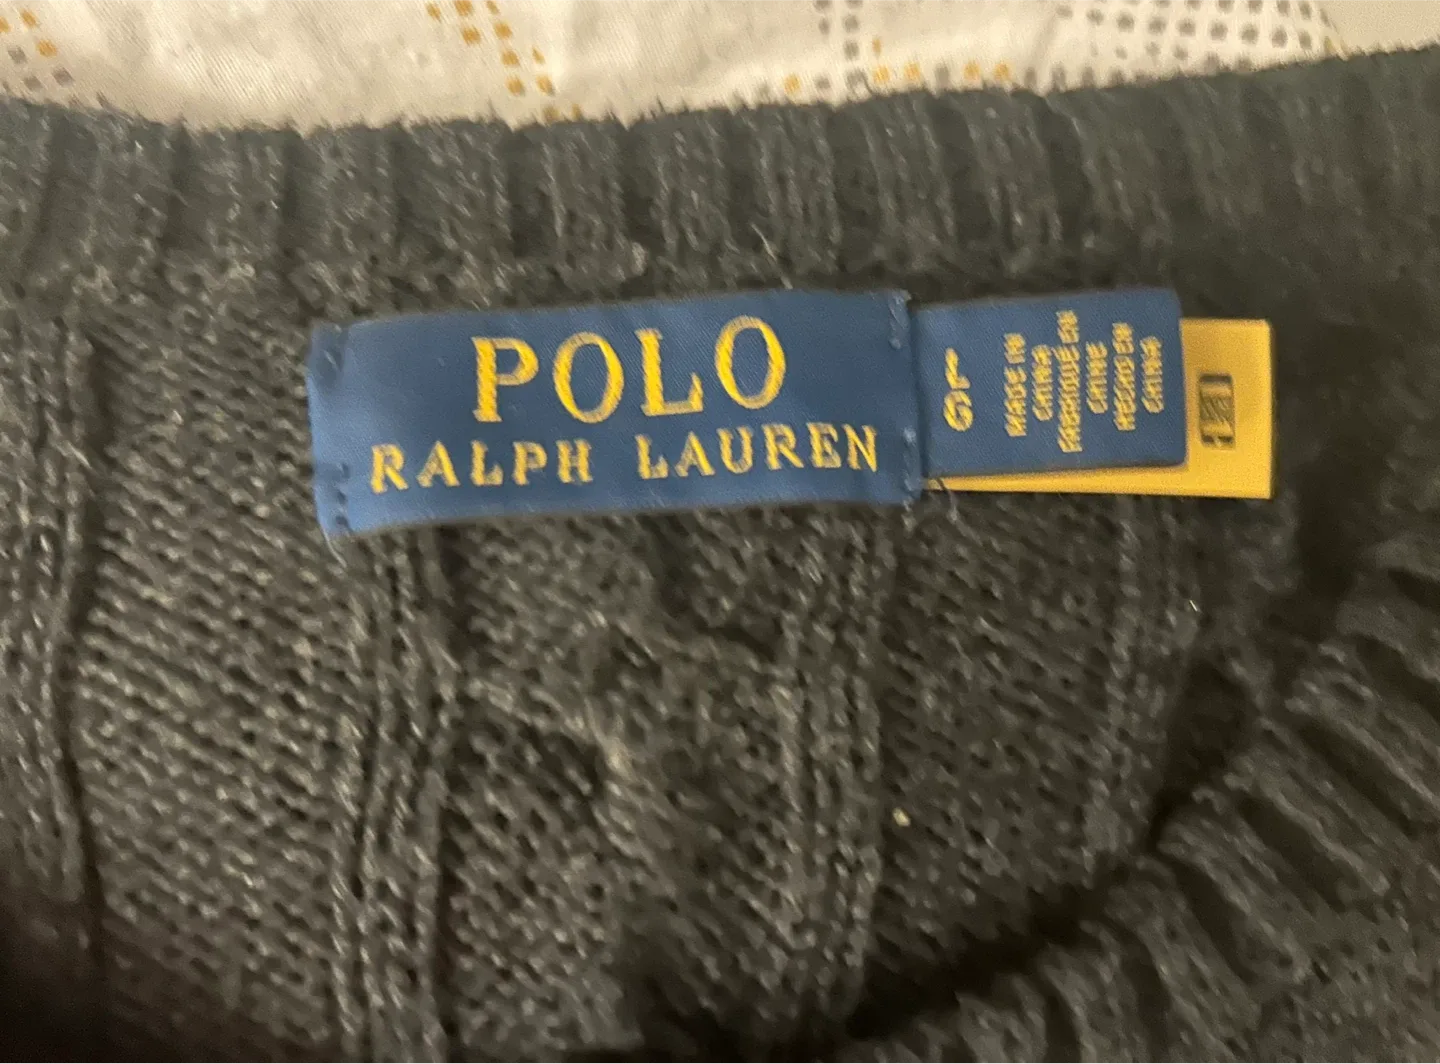 POLO
RALPH LAUREN
MADE IN
CHINA
FABRIQUÉ EN
CHINE
HECHO EN
CHINA